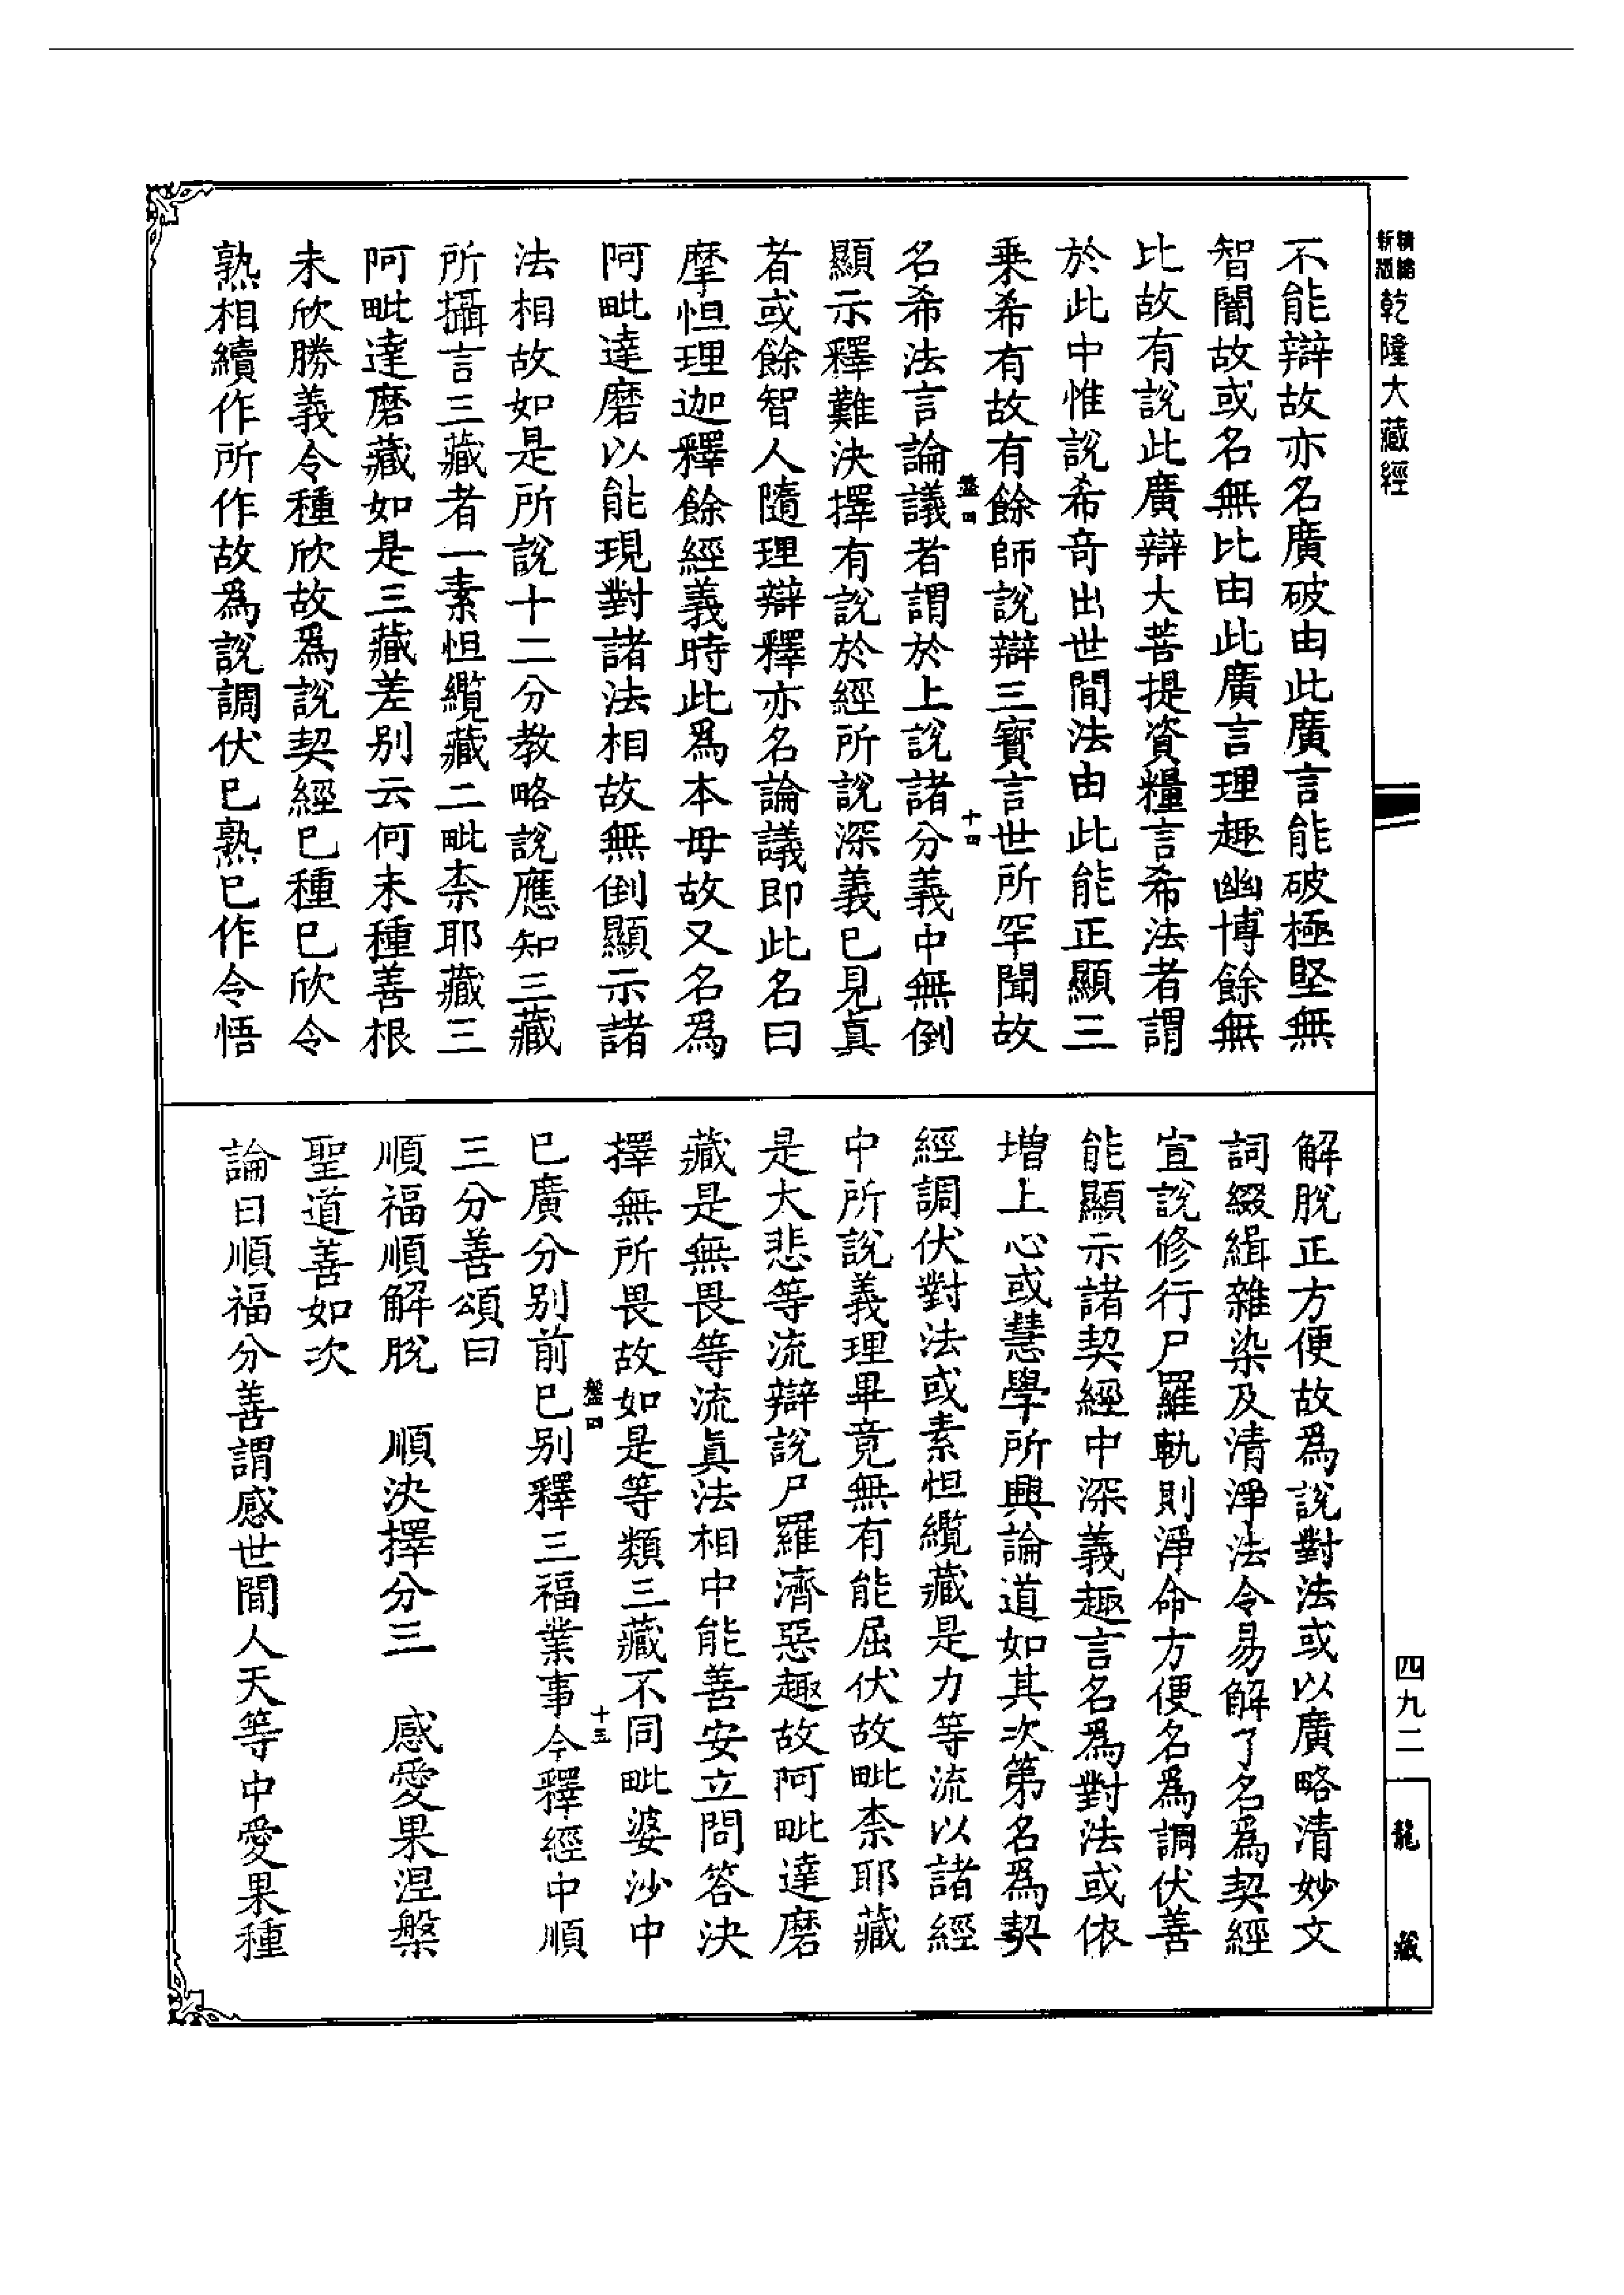 新版 精縮 乾隆大藏經
不能辯故亦名廣破由此廣言能破極堅無
智闇故或名無比由此廣言理趣幽博餘無
比故有說此廣辯大菩提資糧言希法者謂
於此中惟說希奇出世間法由此能正顯三
乗希有故有餘師說辯三寶言世所罕聞故
盤四
十四
名希法言論議者謂於上說諸分義中無倒
顯示釋難決擇有說於經所說深義已見真
者或餘智人隨理辯釋亦名論議即此名曰
摩怛理迦釋餘經義時此爲本母故又名爲
阿毗達磨以能現對諸法相故無倒顯示諸
法相故如是所說十二分教略說應知三藏
所攝言三藏者一素怛纜藏二毗柰耶藏三
阿毗達磨藏如是三藏差別云何未種善根
未欣勝義令種欣故爲說契經已種已欣令
熟相續作所作故爲說調伏已熟已作令悟
解脫正方便故爲說對法或以廣略清妙文
詞綴緝雜染及清淨法令易解了名爲契經
宣說修行尸羅軌則淨命方便名爲調伏善
能顯示諸契經中深義趣言名爲對法或依
增上心戒慧學所興論道如其次第名爲契
經調伏對法或素怛纜藏是力等流以諸經
中所說義理畢竟無有能屈伏故毗柰耶藏
是大悲等流辯說尸羅濟惡趣故阿毗達磨
藏是無畏等流真法相中能善安立問答決
擇無所畏故如是等類三藏不同毗婆沙中
盤四
十五
已廣分別前已別釋三福業事今釋經中順
三分善頌曰
順福順解脫　順決擇分三　感愛果涅槃
聖道善如次
論曰順福分善謂感世間人天等中愛果種
四九二
龍藏